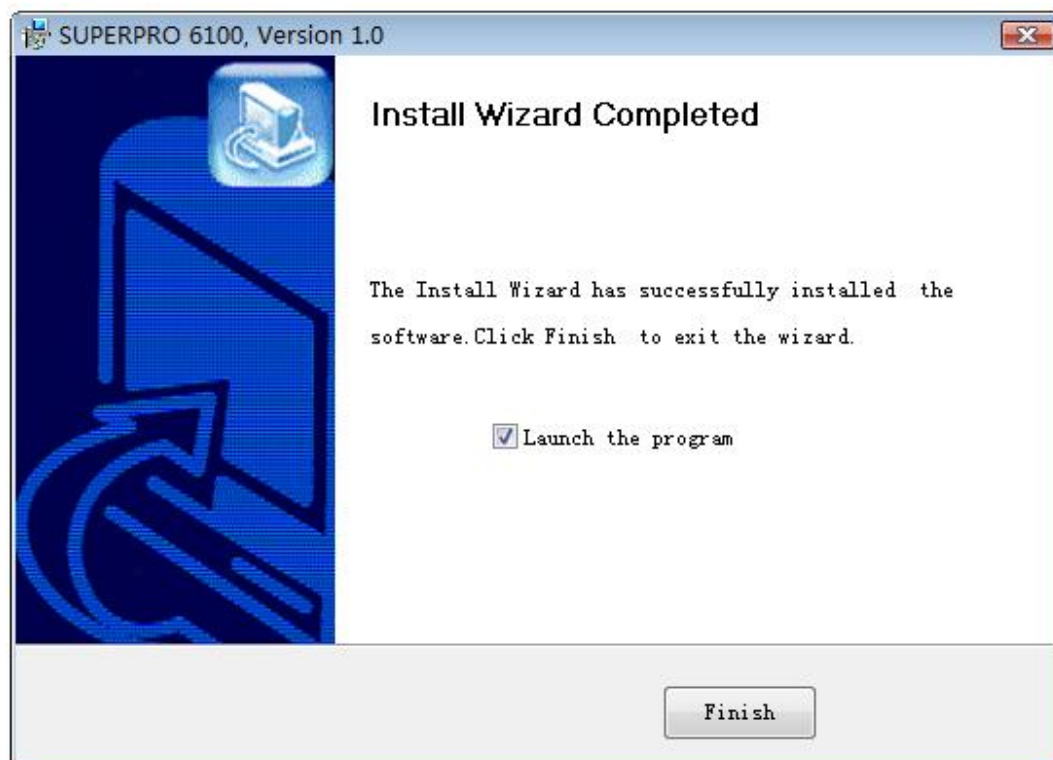 SUPERPRO 6100, Version 1.0
Install Wizard Completed
The Install Wizard has successfully installed the
software.Click Finish to exit the wizard.
Launch the program
Finish